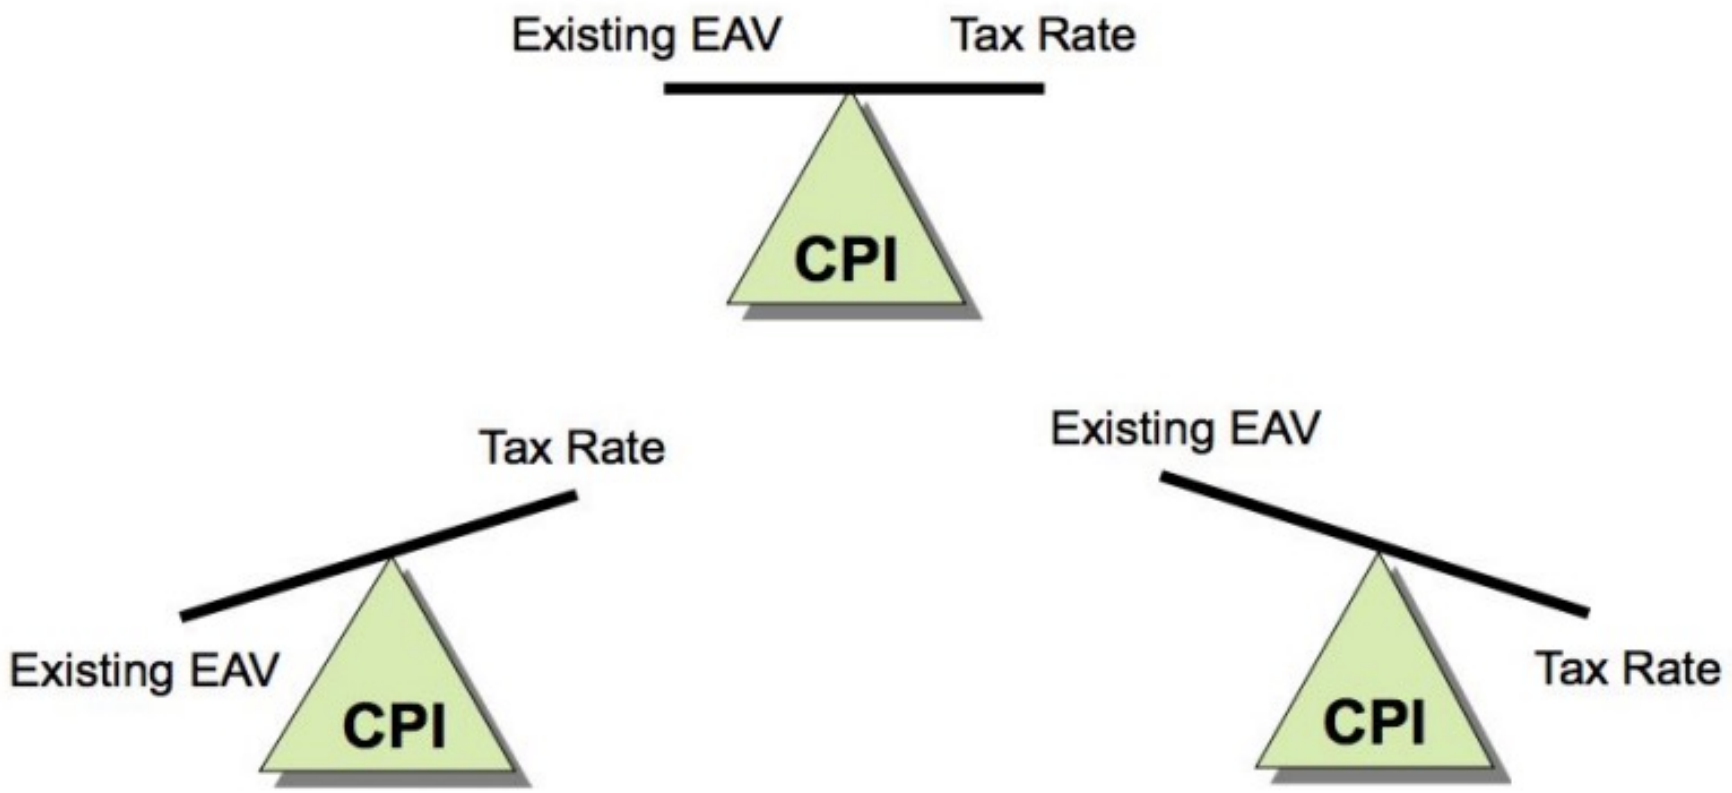 Existing EAV Tax Rate
CPI
Tax Rate
Existing EAV
CPI
Existing EAV
Tax Rate
CPI